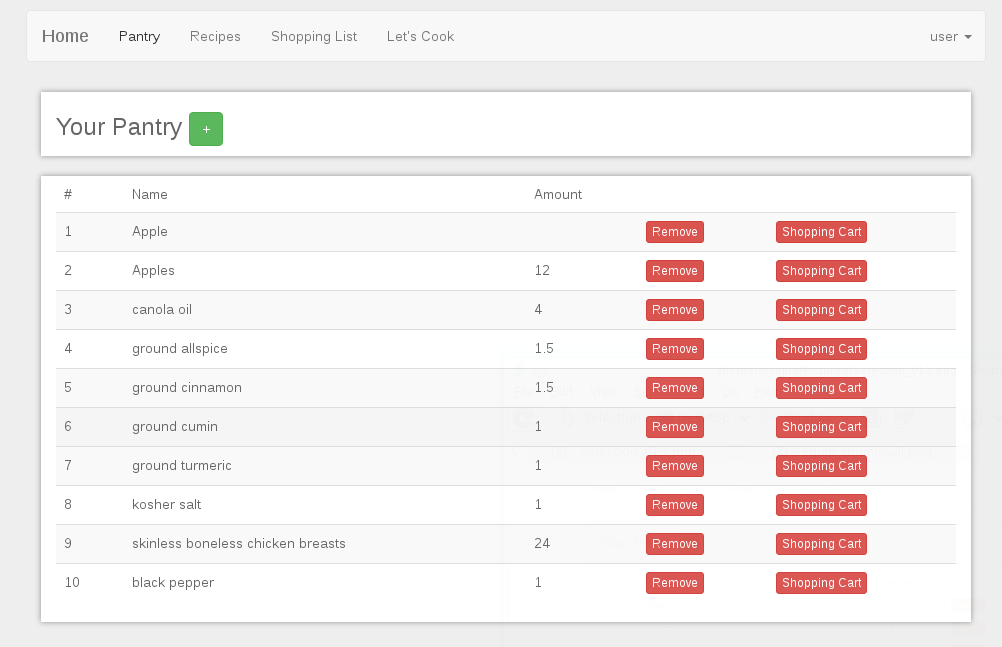 Home Pantry Recipes Shopping List Let's Cook user
Your Pantry +
# Name Amount
1 Apple Remove Shopping Cart
2 Apples 12 Remove Shopping Cart
3 canola oil 4 Remove Shopping Cart
4 ground allspice 1.5 Remove Shopping Cart
5 ground cinnamon 1.5 Remove Shopping Cart
6 ground cumin 1 Remove Shopping Cart
7 ground turmeric 1 Remove Shopping Cart
8 kosher salt 1 Remove Shopping Cart
9 skinless boneless chicken breasts 24 Remove Shopping Cart
10 black pepper 1 Remove Shopping Cart